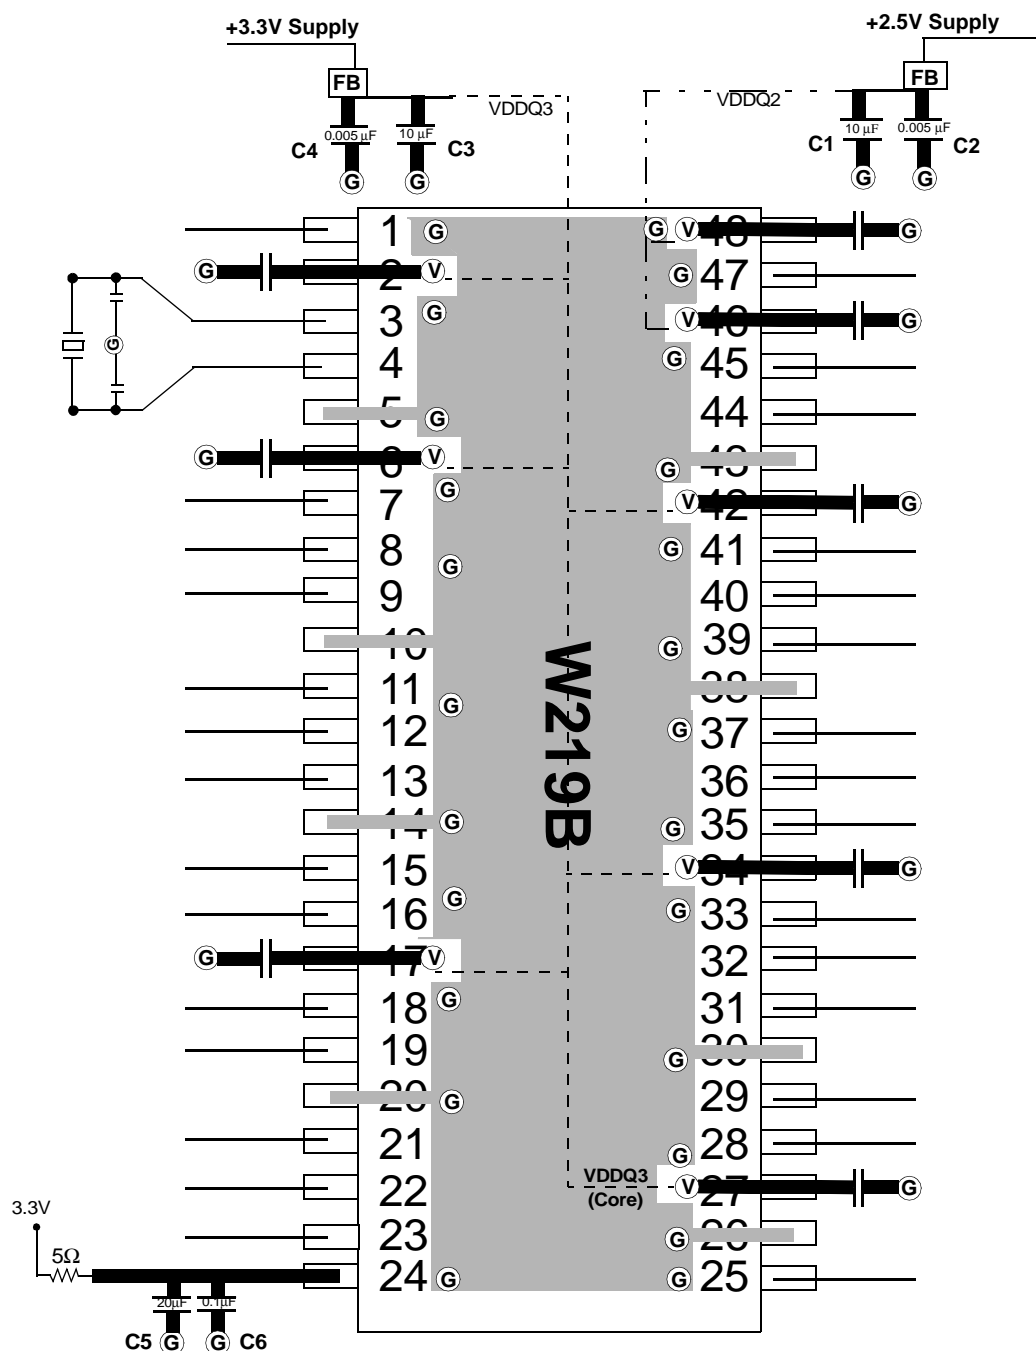 +3.3V Supply
+2.5V Supply
FB
FB
VDDQ3
VDDQ2
0.005 µF
10 µF
10 µF
0.005 µF
C4
C3
C1
C2
G
G
G
G
1
G
G
V
48
G
G
2
V
G
47
3
G
V
46
G
G
4
G
45
5
G
44
G
6
V
G
43
7
G
V
42
G
8
G
G
41
9
40
10
G
39
11
G
38
12
G
37
13
36
14
G
G
35
15
V
34
G
16
G
G
33
G
17
V
32
18
G
31
19
G
30
20
G
29
21
G
28
22
VDDQ3
(Core)
V
27
G
23
G
26
24
G
G
25
W219B
3.3V
5Ω
20µF
0.1µF
C5
G
G
C6